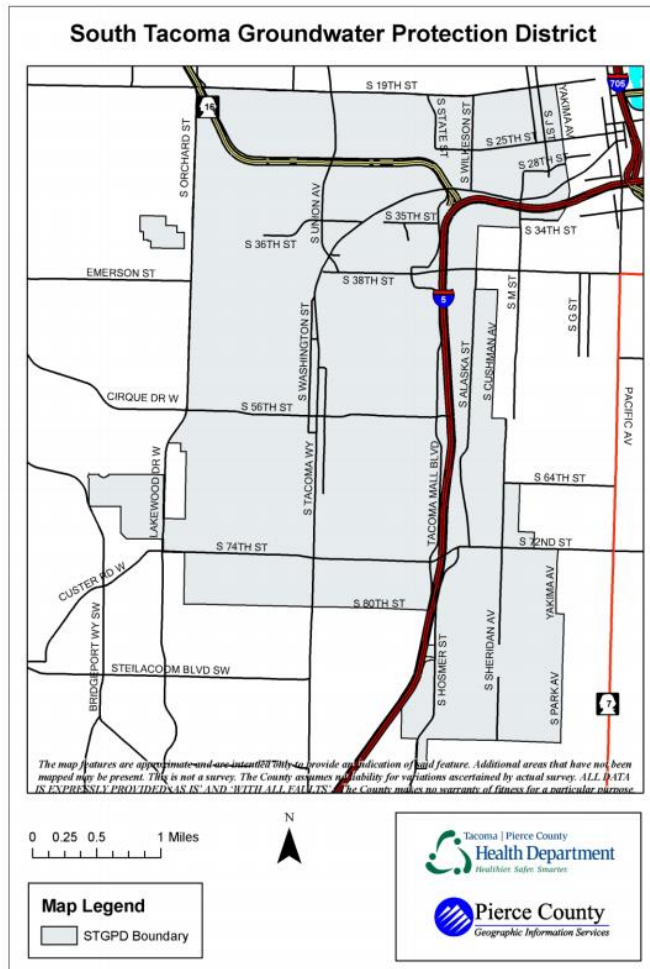 South Tacoma Groundwater Protection District
705
S 19TH ST
16
YAKIMA AV
S STATE ST
S WILKESON ST
S J ST
S 25TH ST
S 28TH ST
S ORCHARD ST
S UNION AV
S 35TH ST
S 34TH ST
S 36TH ST
EMERSON ST
S 38TH ST
5
S M ST
S G ST
S WASHINGTON ST
S ALASKA ST
S CUSHMAN AV
PACIFIC AV
CIRQUE DR W
S 56TH ST
S TACOMA WY
TACOMA MALL BLVD
LAKEWOOD DR W
S 64TH ST
S 74TH ST
S 72ND ST
CUSTER RD W
S 80TH ST
YAKIMA AV
BRIDGEPORT WY SW
STEILACOOM BLVD SW
S HOSMER ST
S SHERIDAN AV
S PARK AV
7
The map features are approximate and are intended only to provide an indication of said feature. Additional areas that have not been
mapped may be present. This is not a survey. The County assumes no liability for variations ascertained by actual survey. ALL DATA
IS EXPRESSLY PROVIDED 'AS IS' AND 'WITH ALL FAULTS'. The County makes no warranty of fitness for a particular purpose.
0 0.25 0.5 1 Miles
N
Tacoma | Pierce County
Health Department
Healthier. Safer. Smarter.
Map Legend
STGPD Boundary
Pierce County
Geographic Information Services